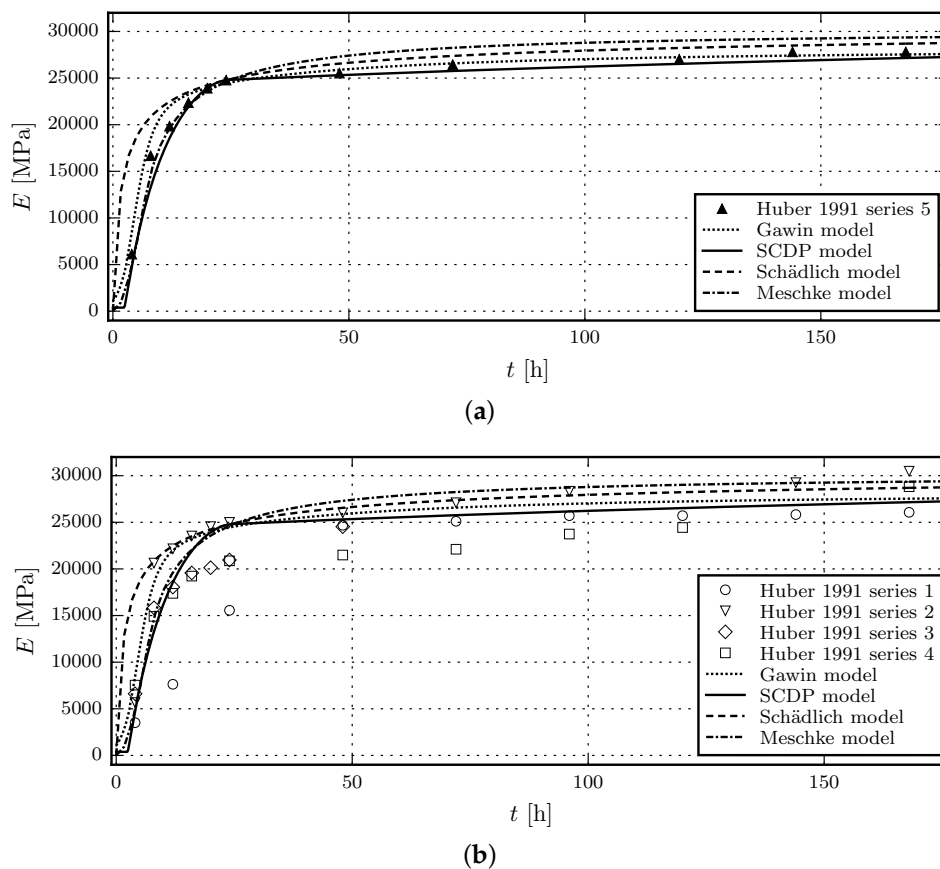 30000
25000
20000
15000
10000
5000
0
E [MPa]
Huber 1991 series 5
Gawin model
SCDP model
Schädlich model
Meschke model
0 50 100 150
t [h]
(a)
30000
25000
20000
15000
10000
5000
0
E [MPa]
Huber 1991 series 1
Huber 1991 series 2
Huber 1991 series 3
Huber 1991 series 4
Gawin model
SCDP model
Schädlich model
Meschke model
0 50 100 150
t [h]
(b)